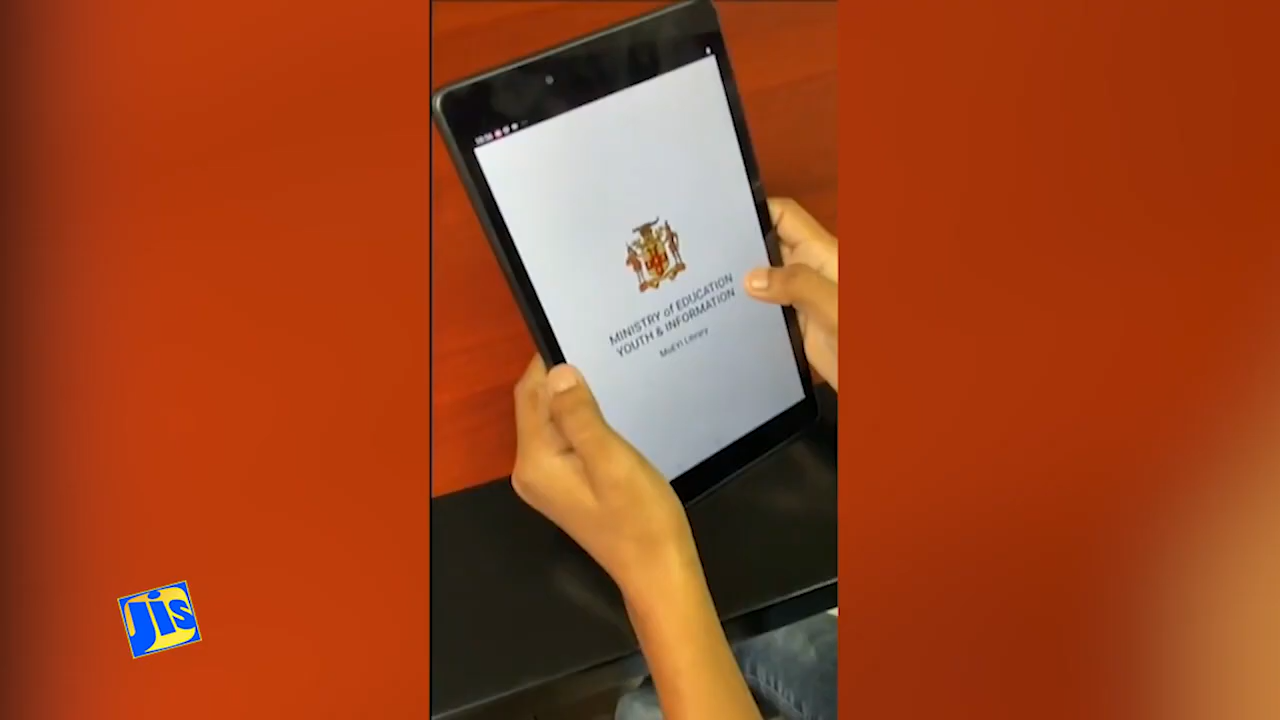 MINISTRY of EDUCATION
YOUTH & INFORMATION
MoEYI Library
JIS